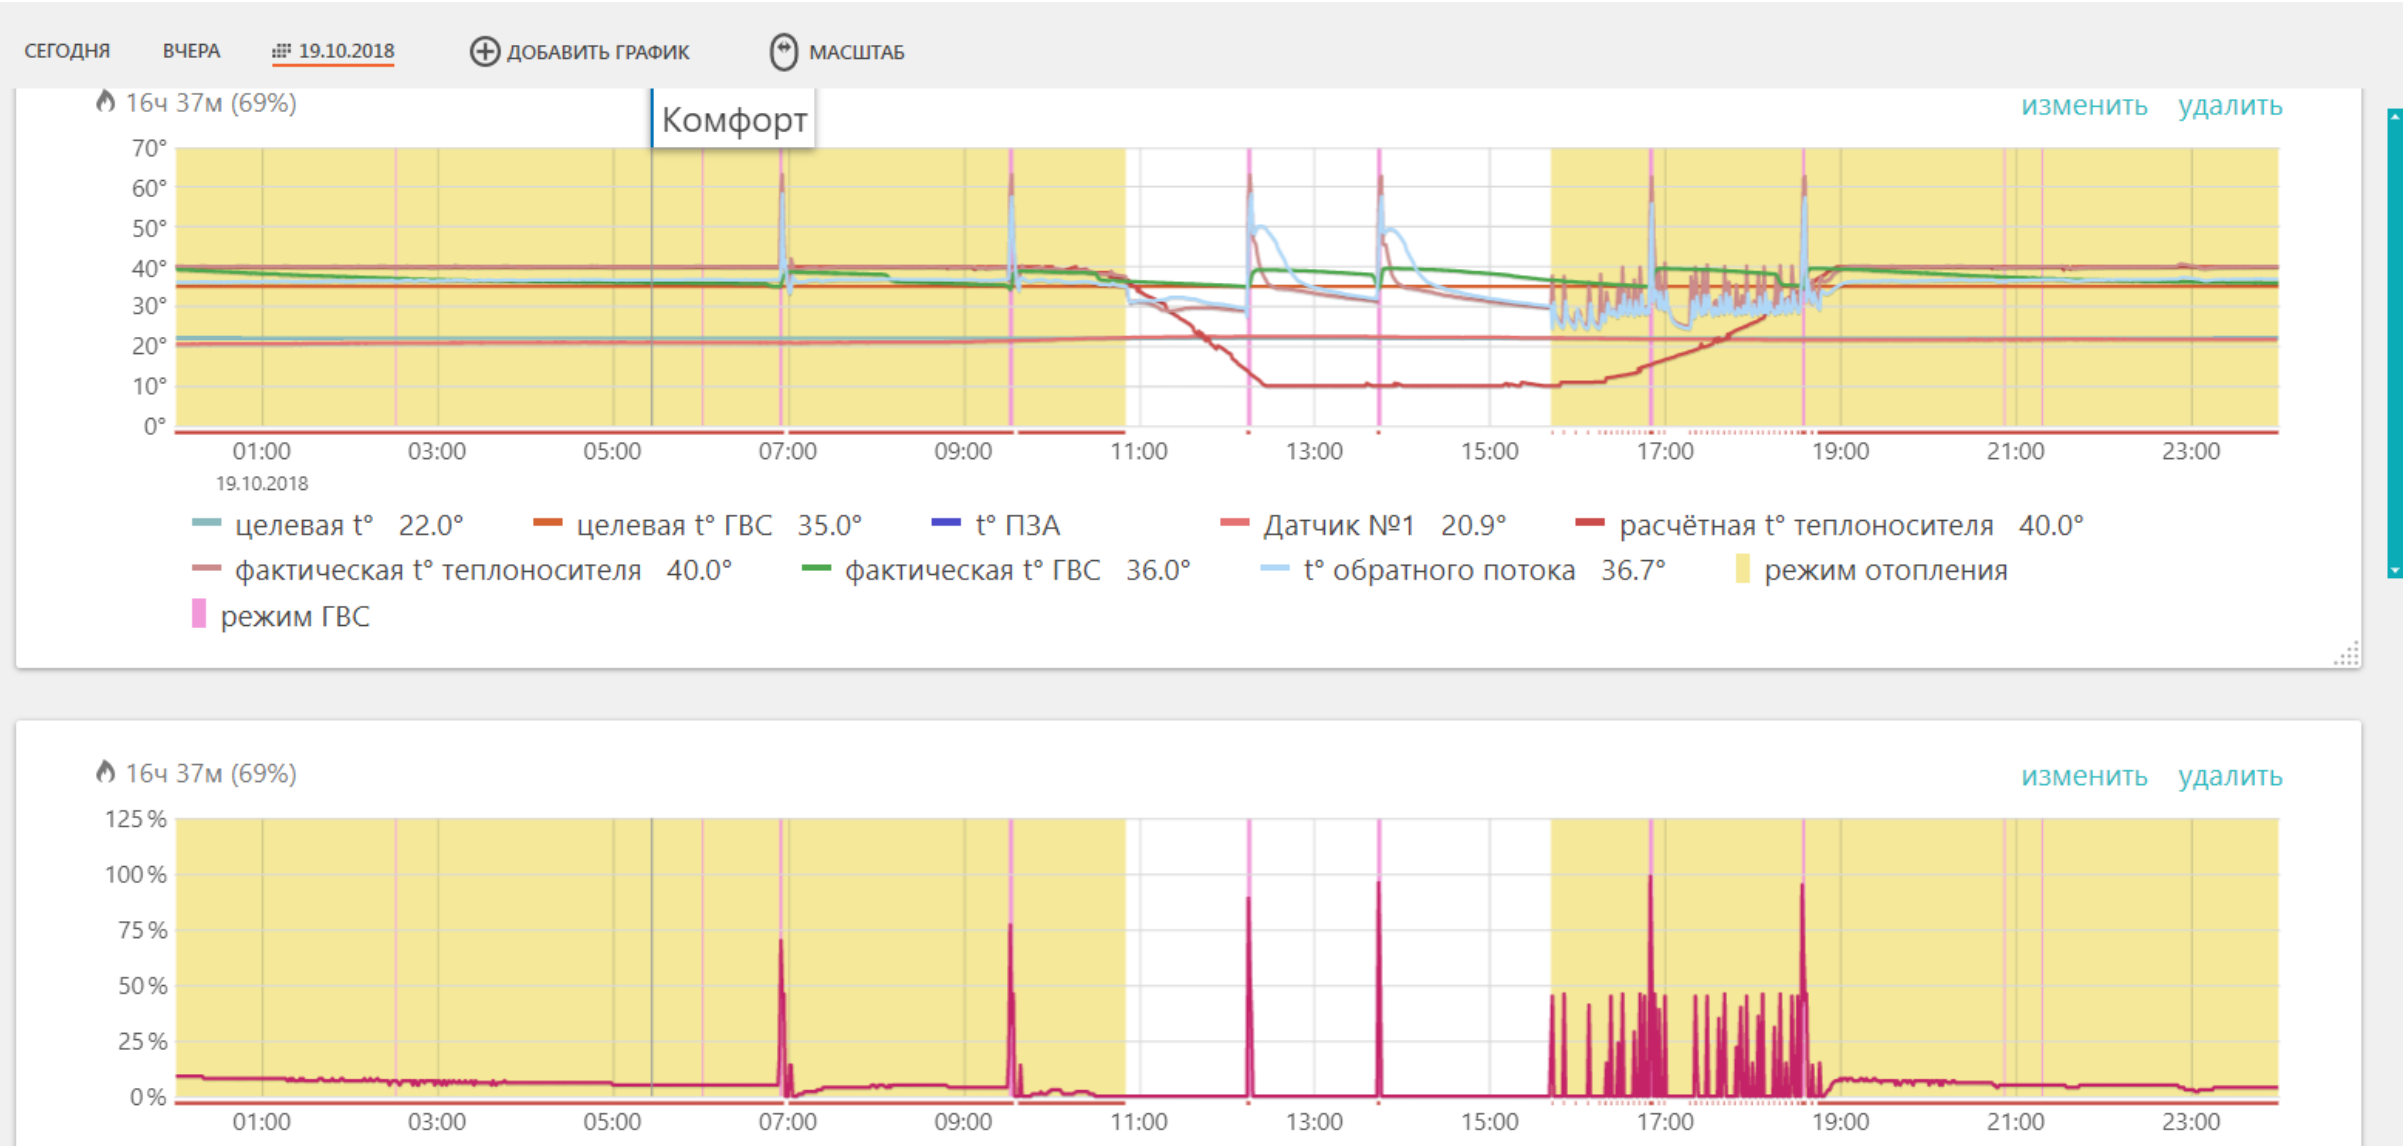 СЕГОДНЯ ВЧЕРА 19.10.2018 ДОБАВИТЬ ГРАФИК МАСШТАБ
16ч 37м (69%) Комфорт изменить удалить
70°
60°
50°
40°
30°
20°
10°
0°
01:00 03:00 05:00 07:00 09:00 11:00 13:00 15:00 17:00 19:00 21:00 23:00
19.10.2018
целевая t° 22.0° целевая t° ГВС 35.0° t° ПЗА Датчик №1 20.9° расчётная t° теплоносителя 40.0°
фактическая t° теплоносителя 40.0° фактическая t° ГВС 36.0° t° обратного потока 36.7° режим отопления
режим ГВС
16ч 37м (69%) изменить удалить
125 %
100 %
75 %
50 %
25 %
0 %
01:00 03:00 05:00 07:00 09:00 11:00 13:00 15:00 17:00 19:00 21:00 23:00